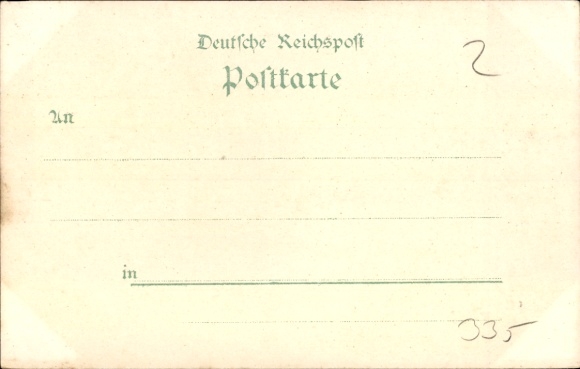 Deutsche Reichspost
2
Postkarte
An
in
335